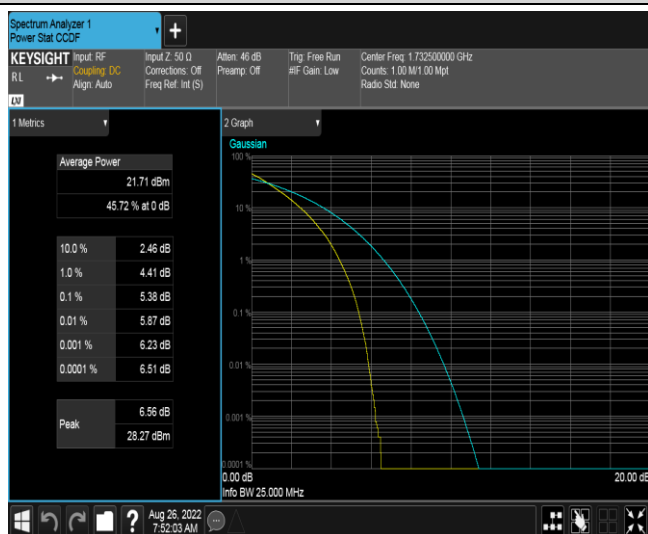 Spectrum Analyzer 1
Power Stat CCDF
+
KEYSIGHT
RL
LXI
Input: RF
Coupling: DC
Align: Auto
Input Z: 50 Ω
Corrections: Off
Freq Ref: Int (S)
Atten: 46 dB
Preamp: Off
Trig: Free Run
#IF Gain: Low
Center Freq: 1.732500000 GHz
Counts: 1.00 M/1.00 Mpt
Radio Std: None
1 Metrics
Average Power
21.71 dBm
45.72 % at 0 dB
10.0 % 2.46 dB
1.0 % 4.41 dB
0.1 % 5.38 dB
0.01 % 5.87 dB
0.001 % 6.23 dB
0.0001 % 6.51 dB
Peak
6.56 dB
28.27 dBm
2 Graph
Gaussian
100 %
10 %
1 %
0.1 %
0.01 %
0.001 %
0.0001 %
0.00 dB
20.00 dB
Info BW 25.000 MHz
?
Aug 26, 2022
7:52:03 AM